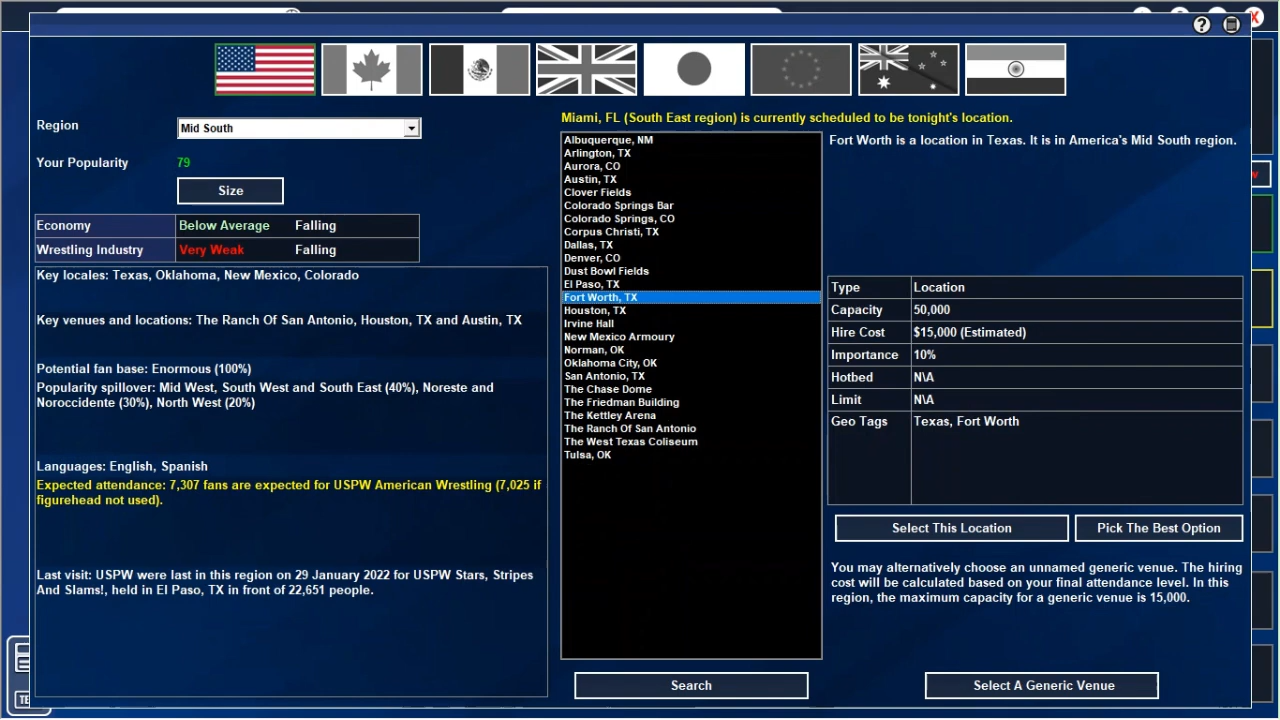 ?
X
Region
Mid South
Your Popularity
79
Size
Economy
Below Average
Falling
Wrestling Industry
Very Weak
Falling
Key locales: Texas, Oklahoma, New Mexico, Colorado
Key venues and locations: The Ranch Of San Antonio, Houston, TX and Austin, TX
Potential fan base: Enormous (100%)
Popularity spillover: Mid West, South West and South East (40%), Noreste and
Noroccidente (30%), North West (20%)
Languages: English, Spanish
Expected attendance: 7,307 fans are expected for USPW American Wrestling (7,025 if
figurehead not used).
Last visit: USPW were last in this region on 29 January 2022 for USPW Stars, Stripes
And Slams!, held in El Paso, TX in front of 22,651 people.
Miami, FL (South East region) is currently scheduled to be tonight's location.
Albuquerque, NM
Arlington, TX
Aurora, CO
Austin, TX
Clover Fields
Colorado Springs Bar
Colorado Springs, CO
Corpus Christi, TX
Dallas, TX
Denver, CO
Dust Bowl Fields
El Paso, TX
Fort Worth, TX
Houston, TX
Irvine Hall
New Mexico Armoury
Norman, OK
Oklahoma City, OK
San Antonio, TX
The Chase Dome
The Friedman Building
The Kettley Arena
The Ranch Of San Antonio
The West Texas Coliseum
Tulsa, OK
Search
Fort Worth is a location in Texas. It is in America's Mid South region.
Type
Location
Capacity
50,000
Hire Cost
$15,000 (Estimated)
Importance
10%
Hotbed
N\A
Limit
N\A
Geo Tags
Texas, Fort Worth
Select This Location
Pick The Best Option
You may alternatively choose an unnamed generic venue. The hiring
cost will be calculated based on your final attendance level. In this
region, the maximum capacity for a generic venue is 15,000.
Select A Generic Venue